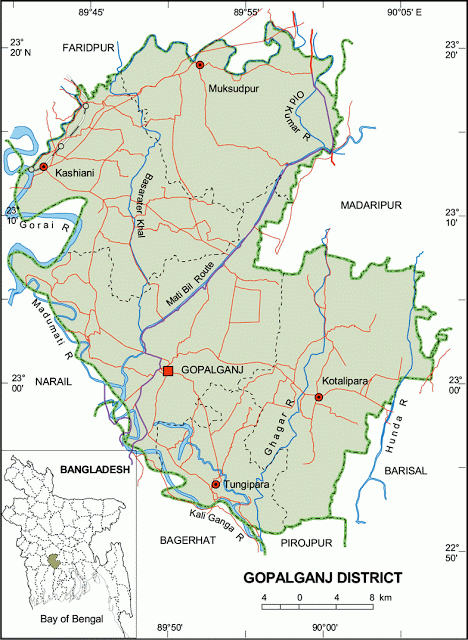 89°45'
89°55'
90°05'
23°
20' N
FARIDPUR
23°
20'
Muksudpur
Old
Kumar R
Kashiani
Basarater Khal
MADARIPUR
23°
10'
23°
10'
Gorai R
Mati Bil Route
Madumati R
GOPALGANJ
Kotalipara
23°
00'
23°
00'
NARAIL
Ghagar R
Hunda R
BANGLADESH
BARISAL
Tungipara
Kali Ganga R
BAGERHAT
PIROJPUR
22°
50'
GOPALGANJ DISTRICT
4 0 4 8 km
Bay of Bengal
89°50'
90°00'